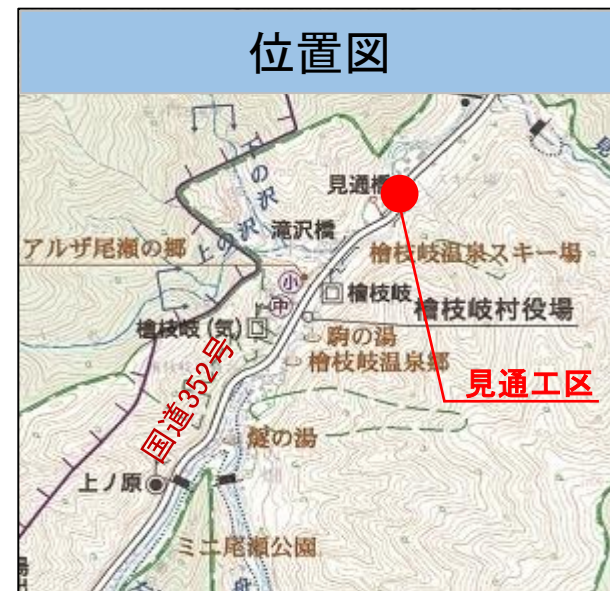 位置図
下の沢
見通橋
上の沢
滝沢橋
アルザ尾瀬の郷
檜枝岐温泉スキー場
小
中
檜枝岐
檜枝岐村役場
檜枝岐(気)
駒の湯
檜枝岐温泉郷
国道352号
見通工区
燧の湯
上ノ原
ミニ尾瀬公園
舟